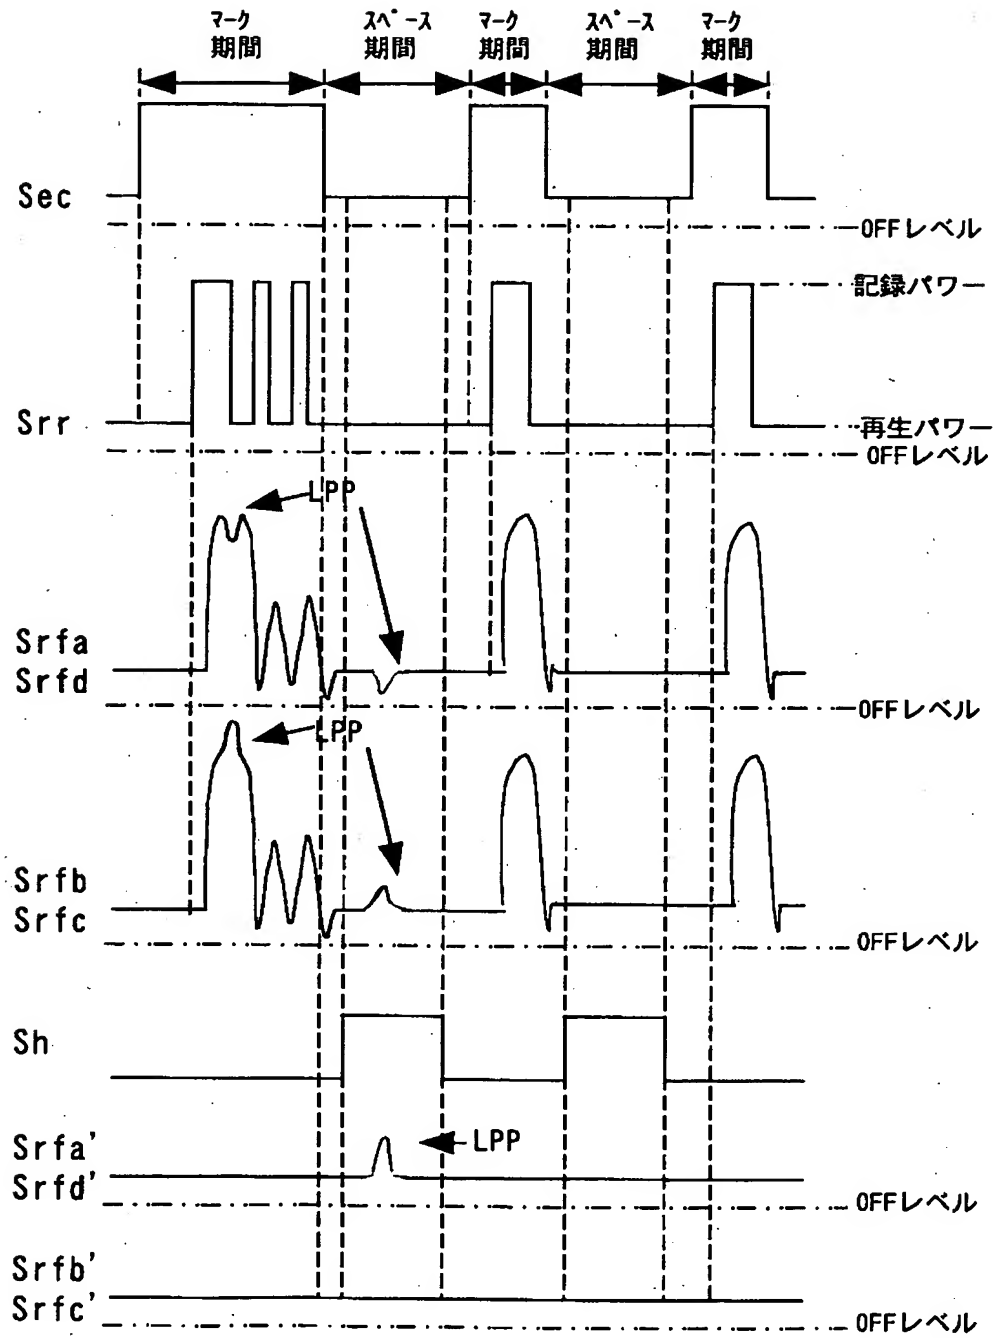 ﾏｰｸ ｽﾍﾟｰｽ ﾏｰｸ ｽﾍﾟｰｽ ﾏｰｸ
期間 期間 期間 期間 期間
Sec
OFFレベル
記録パワー
Srr
再生パワー
OFFレベル
LPP
Srfa
Srfd
OFFレベル
LPP
Srfb
Srfc
OFFレベル
Sh
Srfa'
LPP
Srfd'
OFFレベル
Srfb'
Srfc'
OFFレベル